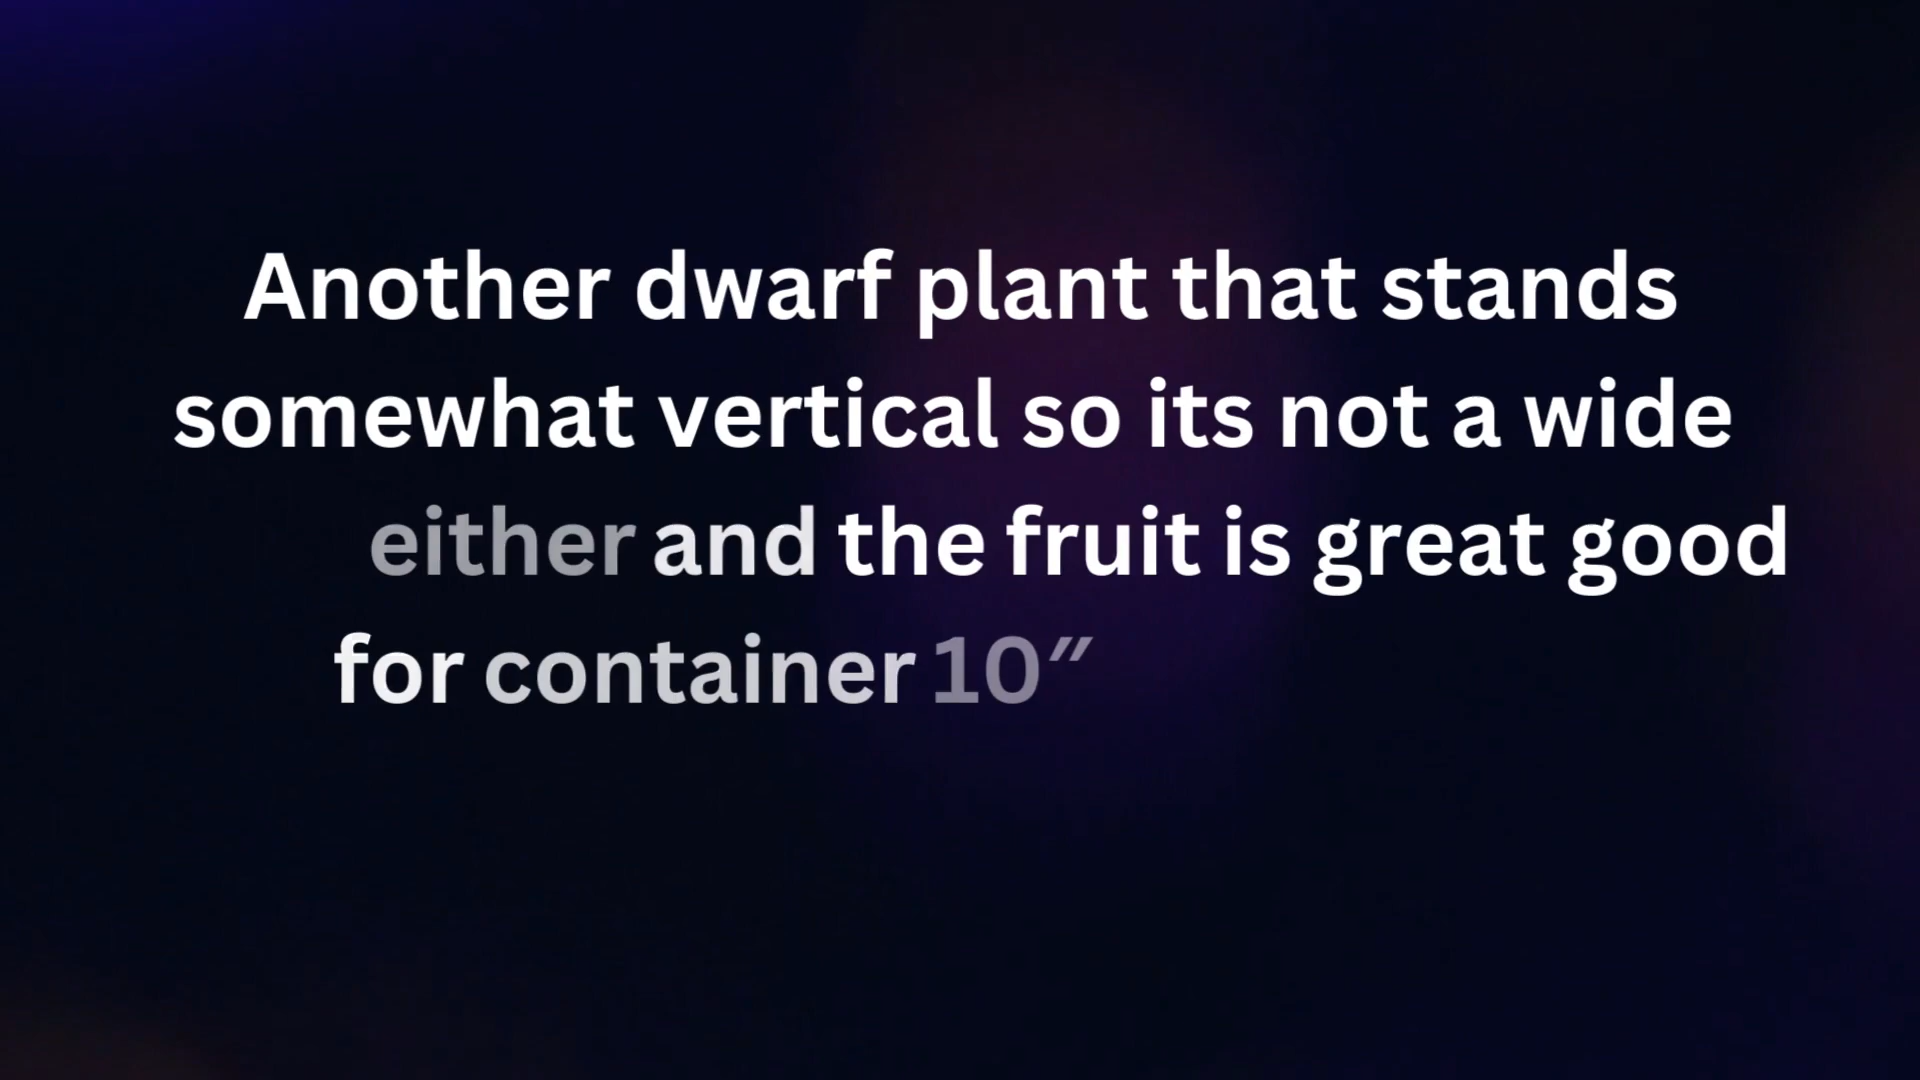 Another dwarf plant that stands
somewhat vertical so its not a wide
either and the fruit is great good
for container 10”